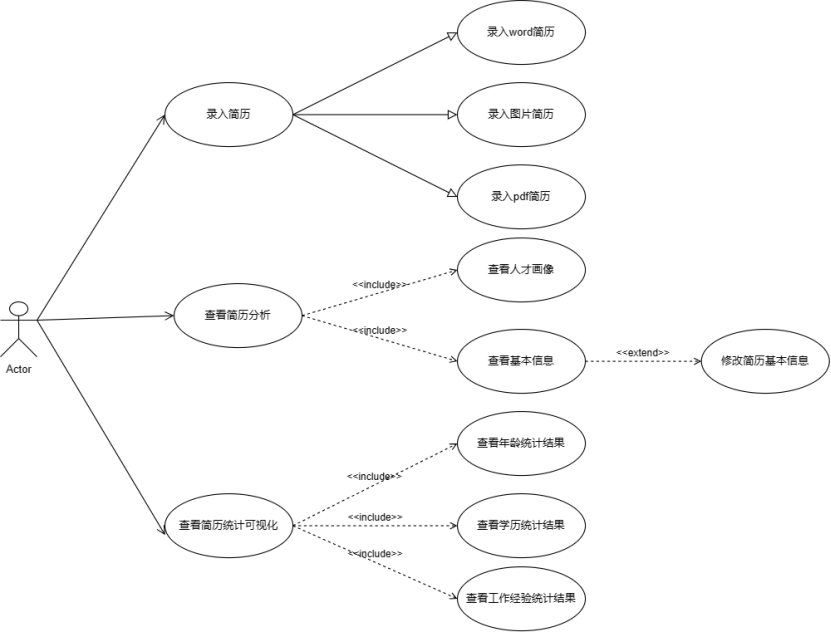 录入word简历
录入简历
录入图片简历
录入pdf简历
查看人才画像
<<include>>
查看简历分析
<<include>>
查看基本信息
<<extend>>
修改简历基本信息
Actor
查看年龄统计结果
<<include>>
查看简历统计可视化
<<include>>
查看学历统计结果
<<include>>
查看工作经验统计结果